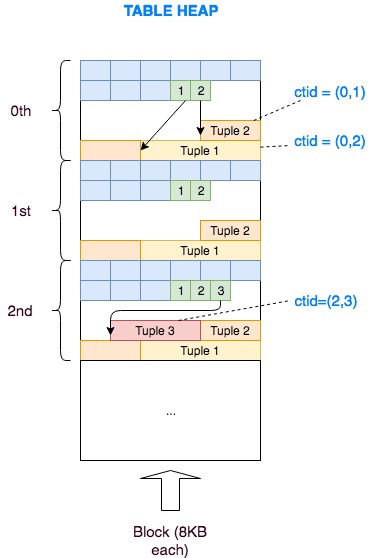 TABLE HEAP
1 2
ctid = (0,1)
0th
Tuple 2
ctid = (0,2)
Tuple 1
1 2
1st
Tuple 2
Tuple 1
1 2 3
ctid=(2,3)
2nd
Tuple 3 Tuple 2
Tuple 1
...
Block (8KB
each)